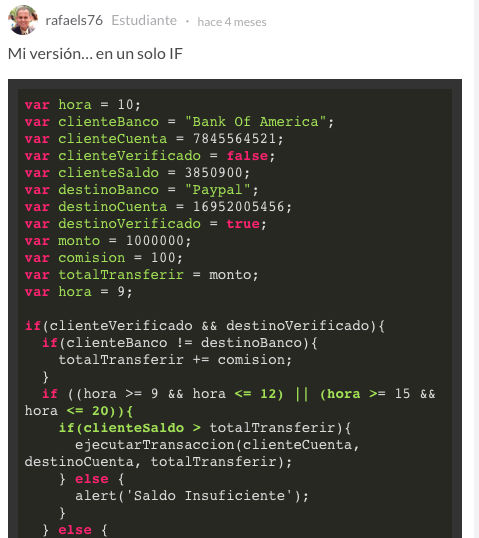 rafaels76 Estudiante • hace 4 meses
Mi versión... en un solo IF
var hora = 10;
var clienteBanco = "Bank Of America";
var clienteCuenta = 7845564521;
var clienteVerificado = false;
var clienteSaldo = 3850900;
var destinoBanco = "Paypal";
var destinoCuenta = 16952005456;
var destinoVerificado = true;
var monto = 1000000;
var comision = 100;
var totalTransferir = monto;
var hora = 9;
if(clienteVerificado && destinoVerificado){
if(clienteBanco != destinoBanco){
totalTransferir += comision;
}
if ((hora >= 9 && hora <= 12) || (hora >= 15 &&
hora <= 20)){
if(clienteSaldo > totalTransferir){
ejecutarTransaccion(clienteCuenta,
destinoCuenta, totalTransferir);
} else {
alert('Saldo Insuficiente');
}
} else {